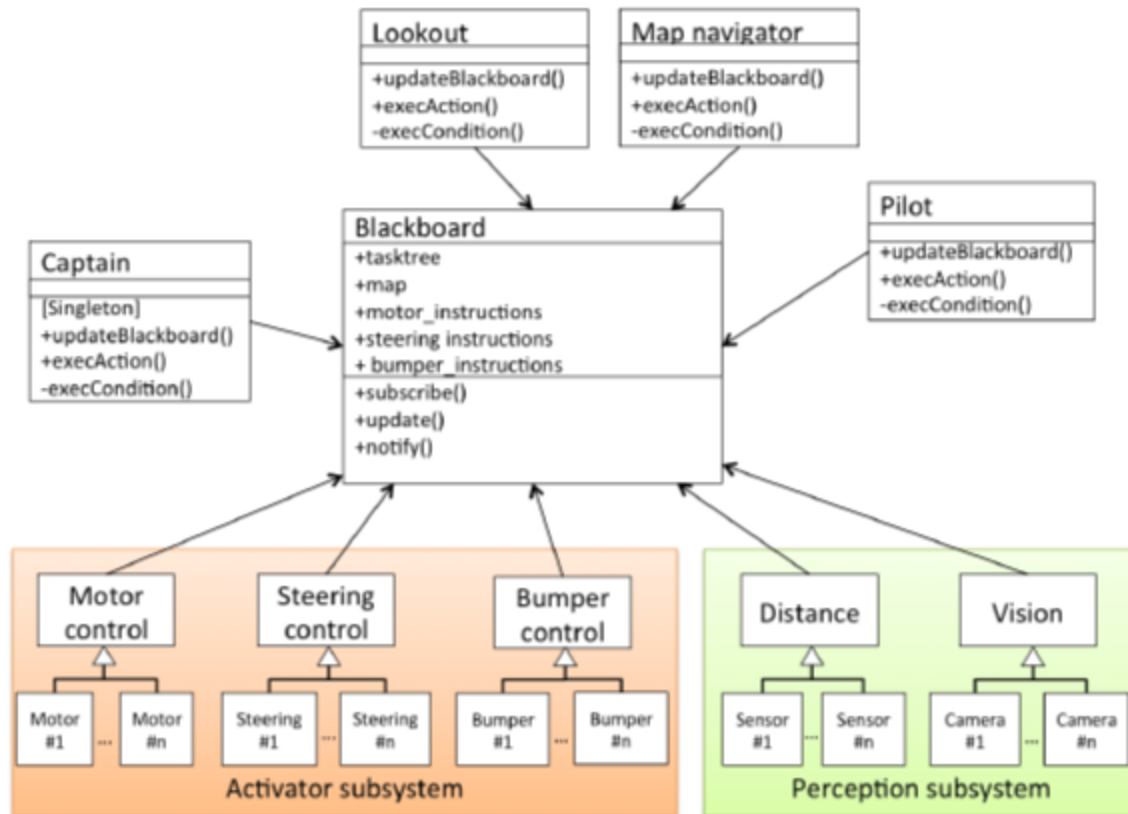 Lookout
+updateBlackboard()
+execAction()
-execCondition()
Map navigator
+updateBlackboard()
+execAction()
-execCondition()
Pilot
+updateBlackboard()
+execAction()
-execCondition()
Captain
[Singleton]
+updateBlackboard()
+execAction()
-execCondition()
Blackboard
+tasktree
+map
+motor_instructions
+steering instructions
+ bumper_instructions
+subscribe()
+update()
+notify()
Motor
control
Steering
control
Bumper
control
Distance
Vision
Motor
#1
...
Motor
#n
Steering
#1
...
Steering
#n
Bumper
#1
...
Bumper
#n
Sensor
#1
...
Sensor
#n
Camera
#1
...
Camera
#n
Activator subsystem
Perception subsystem